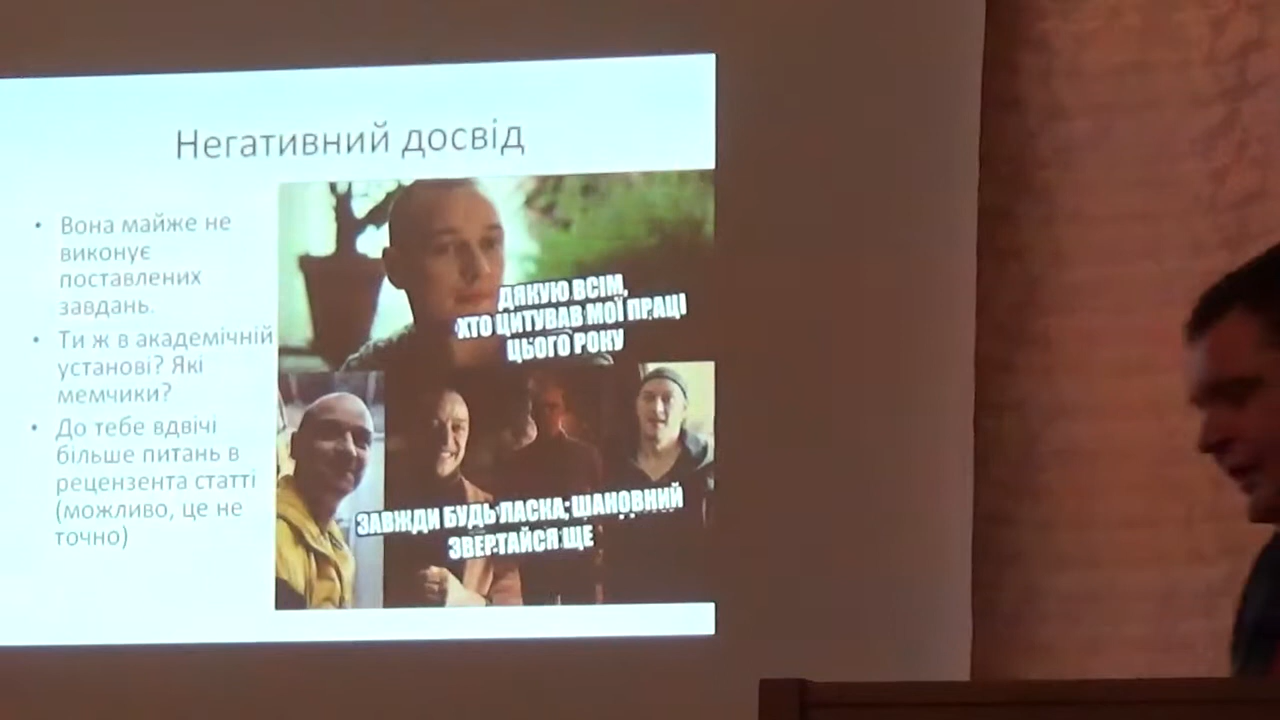 Негативний досвід
• Вона майже не
виконує
поставлених
завдань.
• Ти ж в академічній
установі? Які
мемчики?
• До тебе вдвічі
більше питань в
рецензента статті
(можливо, це не
точно)
ДЯКУЮ ВСІМ,
ХТО ЦИТУВАВ МОЇ ПРАЦІ
ЦЬОГО РОКУ
ЗАВЖДИ БУДЬ ЛАСКА, ШАНОВНИЙ
ЗВЕРТАЙСЯ ЩЕ